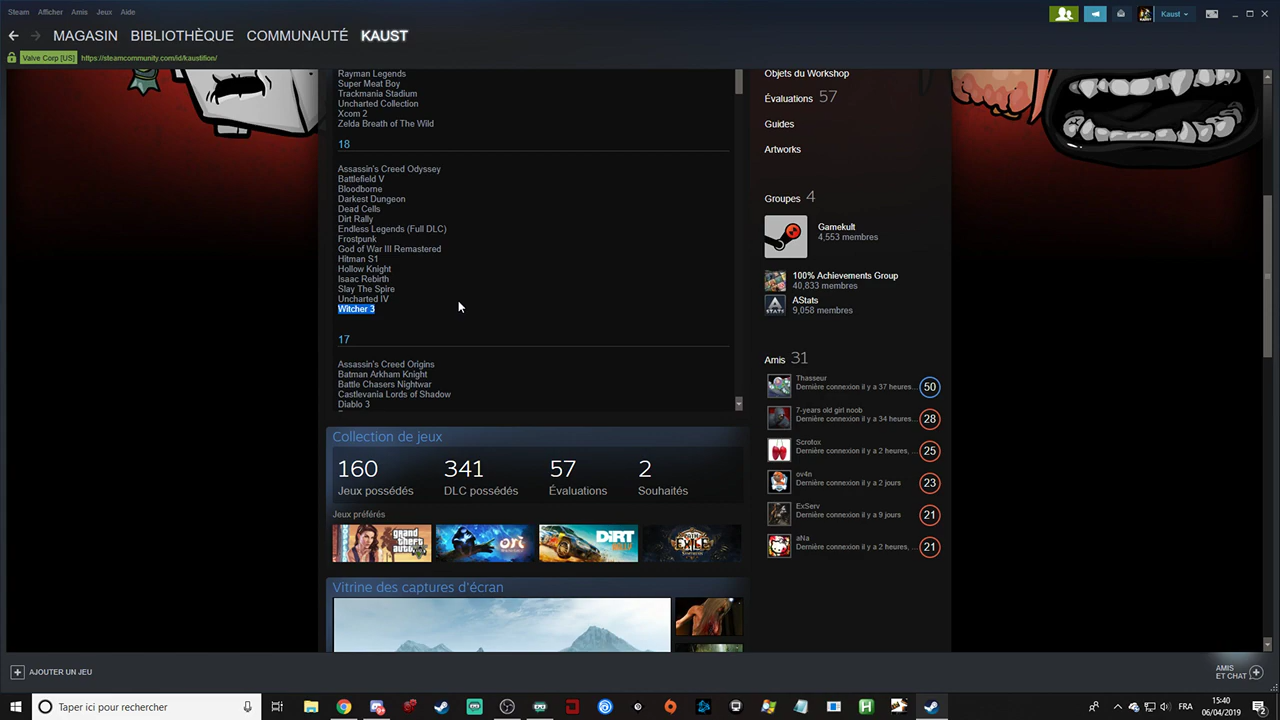 Steam Afficher Amis Jeux Aide
Kaust
MAGASIN BIBLIOTHÈQUE COMMUNAUTÉ KAUST
Valve Corp [US] https://steamcommunity.com/id/kaustifion/
Rayman Legends
Super Meat Boy
Trackmania Stadium
Uncharted Collection
Xcom 2
Zelda Breath of The Wild
18
Assassin's Creed Odyssey
Battlefield V
Bloodborne
Darkest Dungeon
Dead Cells
Dirt Rally
Endless Legends (Full DLC)
Frostpunk
God of War III Remastered
Hitman S1
Hollow Knight
Isaac Rebirth
Slay The Spire
Uncharted IV
Witcher 3
17
Assassin's Creed Origins
Batman Arkham Knight
Battle Chasers Nightwar
Castlevania Lords of Shadow
Diablo 3
Collection de jeux
160 341 57 2
Jeux possédés DLC possédés Évaluations Souhaités
Jeux préférés
grand theft auto V
ori
DiRT RALLY
PATH OF EXILE
Vitrine des captures d'écran
Objets du Workshop
Évaluations 57
Guides
Artworks
Groupes 4
Gamekult
4,553 membres
100% Achievements Group
40,833 membres
AStats
9,058 membres
Amis 31
Thasseur
Dernière connexion il y a 37 heures... 50
7-years old girl noob
Dernière connexion il y a 34 heures... 28
Scrotox
Dernière connexion il y a 2 heures, ... 25
ov4n
Dernière connexion il y a 2 jours 23
ExServ
Dernière connexion il y a 9 jours 21
aNa
Dernière connexion il y a 2 heures, ... 21
AJOUTER UN JEU
AMIS
ET CHAT
Taper ici pour rechercher
FRA
15:40
06/04/2019
2